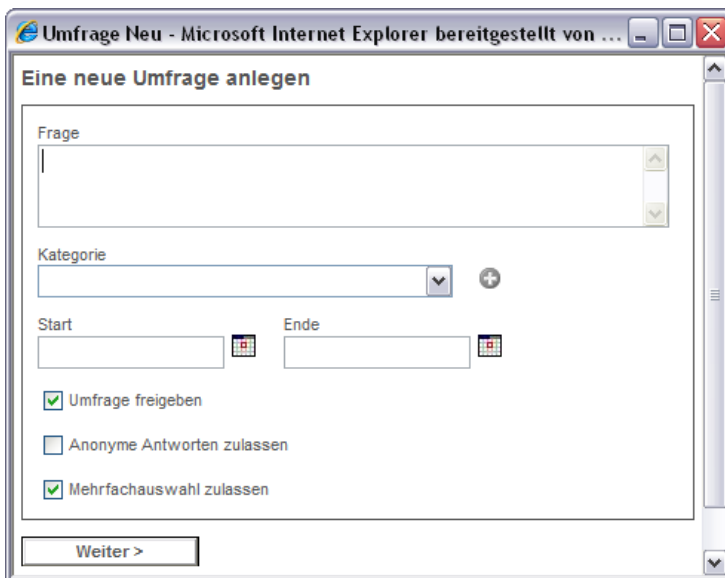 Umfrage Neu - Microsoft Internet Explorer bereitgestellt von ...
Eine neue Umfrage anlegen
Frage
Kategorie
Start Ende
Umfrage freigeben
Anonyme Antworten zulassen
Mehrfachauswahl zulassen
Weiter >